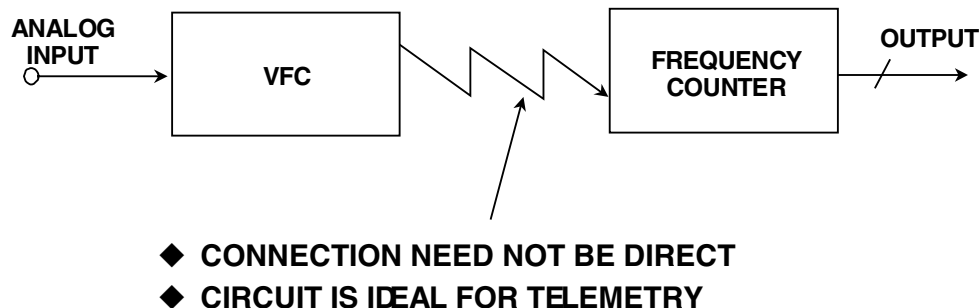 ANALOG
INPUT
VFC
FREQUENCY
COUNTER
OUTPUT
◆ CONNECTION NEED NOT BE DIRECT
◆ CIRCUIT IS IDEAL FOR TELEMETRY